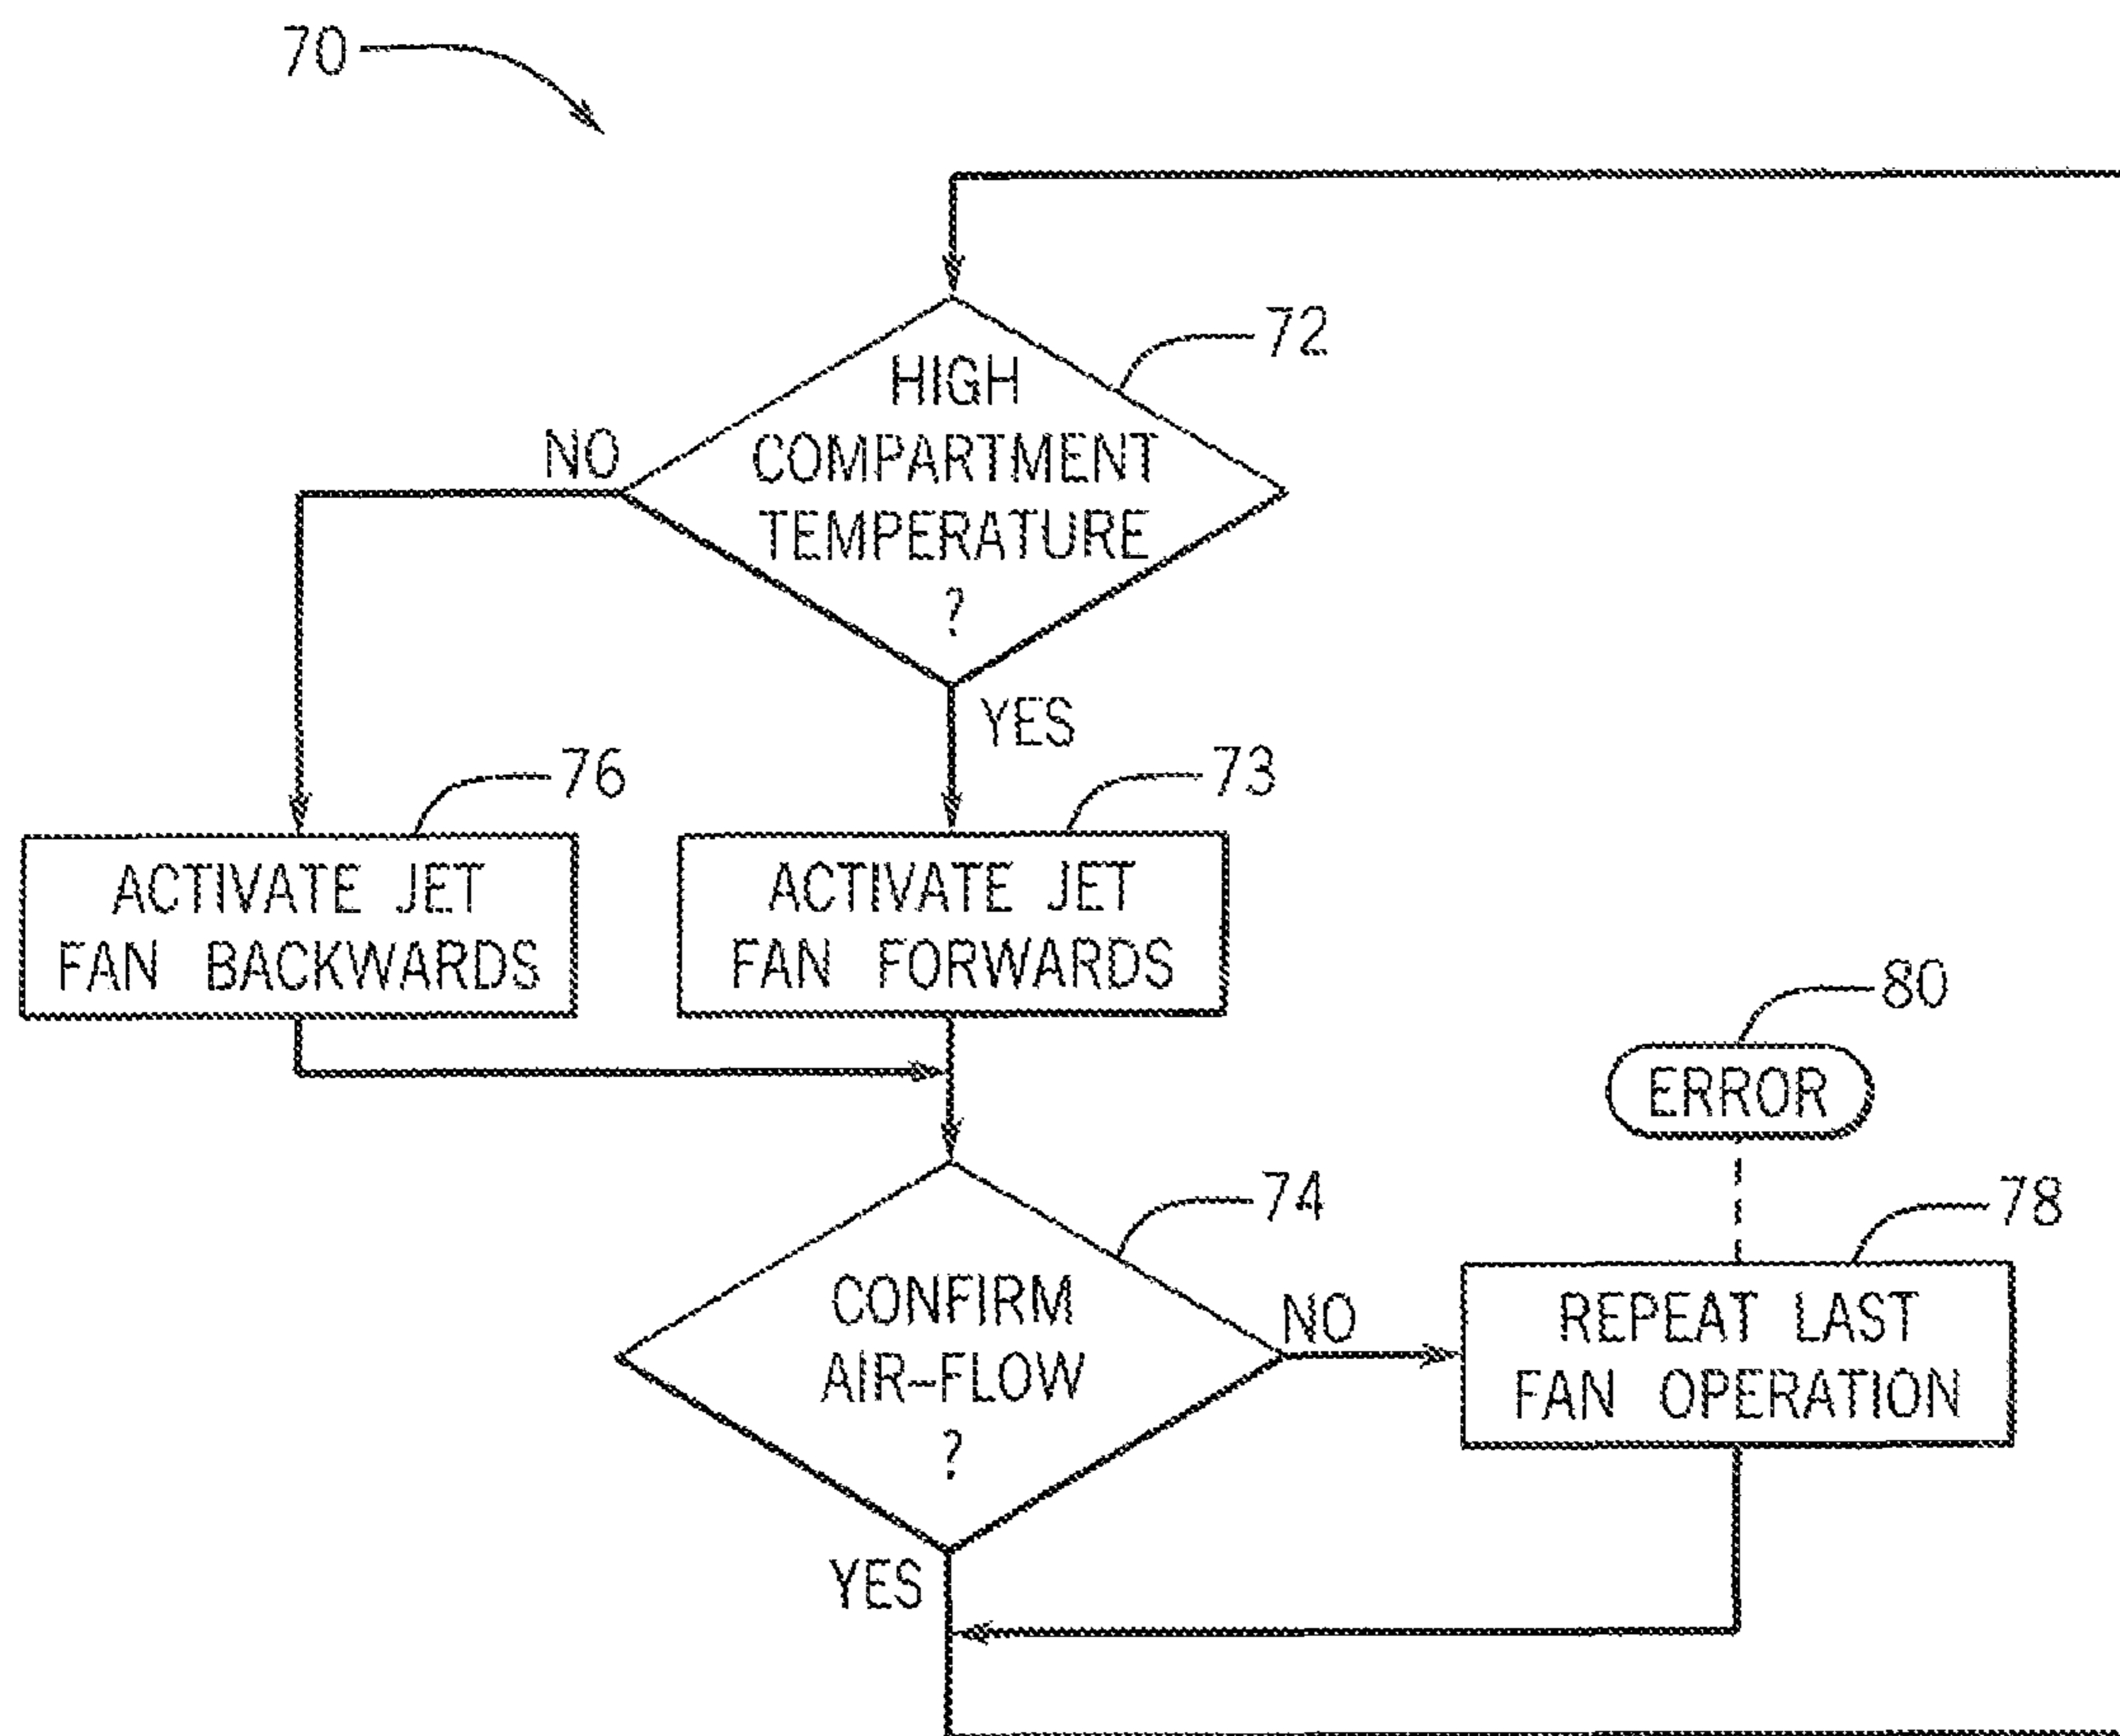 70
72
HIGH
COMPARTMENT
TEMPERATURE
?
NO
YES
76
73
ACTIVATE JET
FAN BACKWARDS
ACTIVATE JET
FAN FORWARDS
80
ERROR
74
78
CONFIRM
AIR-FLOW
?
NO
REPEAT LAST
FAN OPERATION
YES